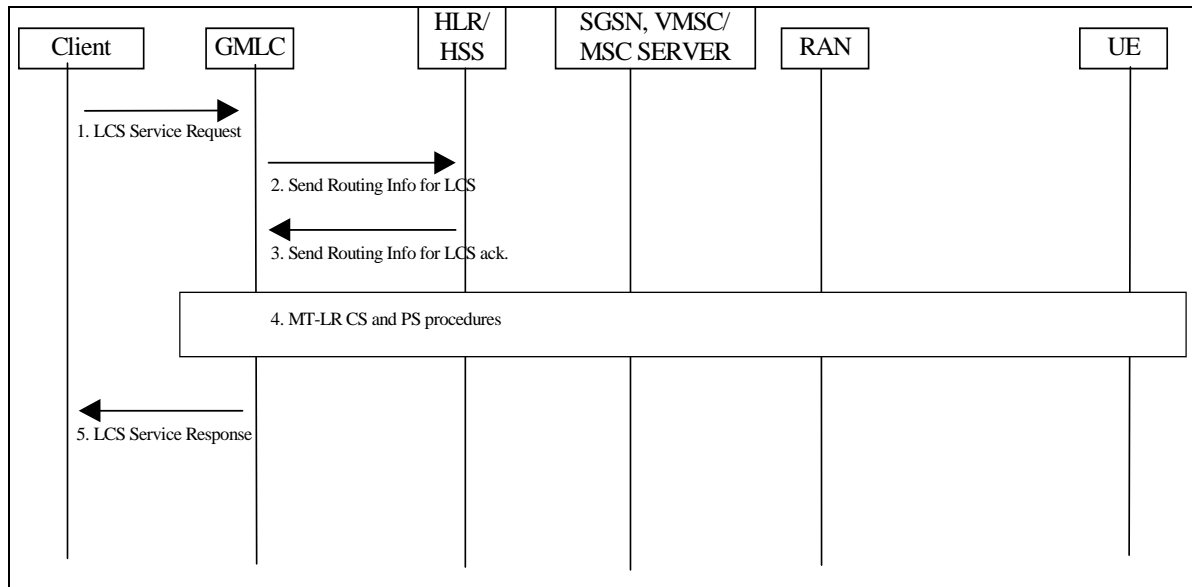 Client
GMLC
HLR/
HSS
SGSN, VMSC/
MSC SERVER
RAN
UE
1. LCS Service Request
2. Send Routing Info for LCS
3. Send Routing Info for LCS ack.
4. MT-LR CS and PS procedures
5. LCS Service Response